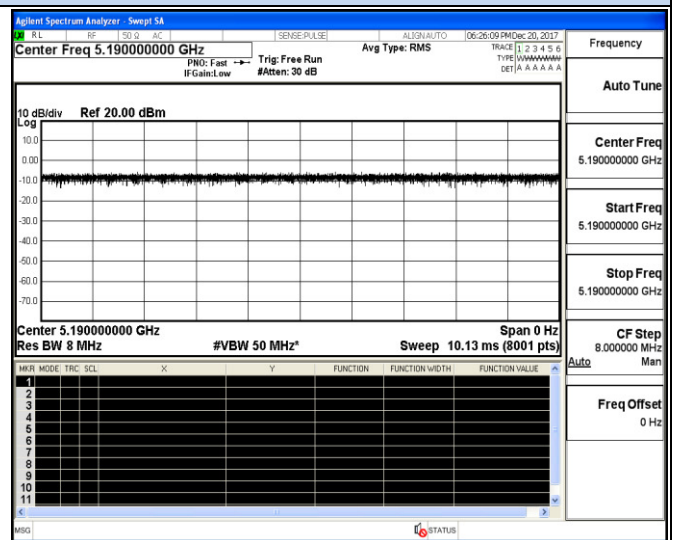 Agilent Spectrum Analyzer - Swept SA
RL RF 50 Ω AC SENSE:PULSE ALIGNAUTO 06:26:09 PM Dec 20, 2017
Center Freq 5.190000000 GHz
PNO: Fast
IFGain:Low
Trig: Free Run
#Atten: 30 dB
Avg Type: RMS
TRACE 1 2 3 4 5 6
TYPE
DET A A A A A A
10 dB/div Ref 20.00 dBm
Log
10.0
0.00
-10.0
-20.0
-30.0
-40.0
-50.0
-60.0
-70.0
Center 5.190000000 GHz Span 0 Hz
Res BW 8 MHz #VBW 50 MHz* Sweep 10.13 ms (8001 pts)
MKR MODE TRC SCL X Y FUNCTION FUNCTION WIDTH FUNCTION VALUE
1
2
3
4
5
6
7
8
9
10
11
MSG STATUS
Frequency
Auto Tune
Center Freq
5.190000000 GHz
Start Freq
5.190000000 GHz
Stop Freq
5.190000000 GHz
CF Step
8.000000 MHz
Auto Man
Freq Offset
0 Hz